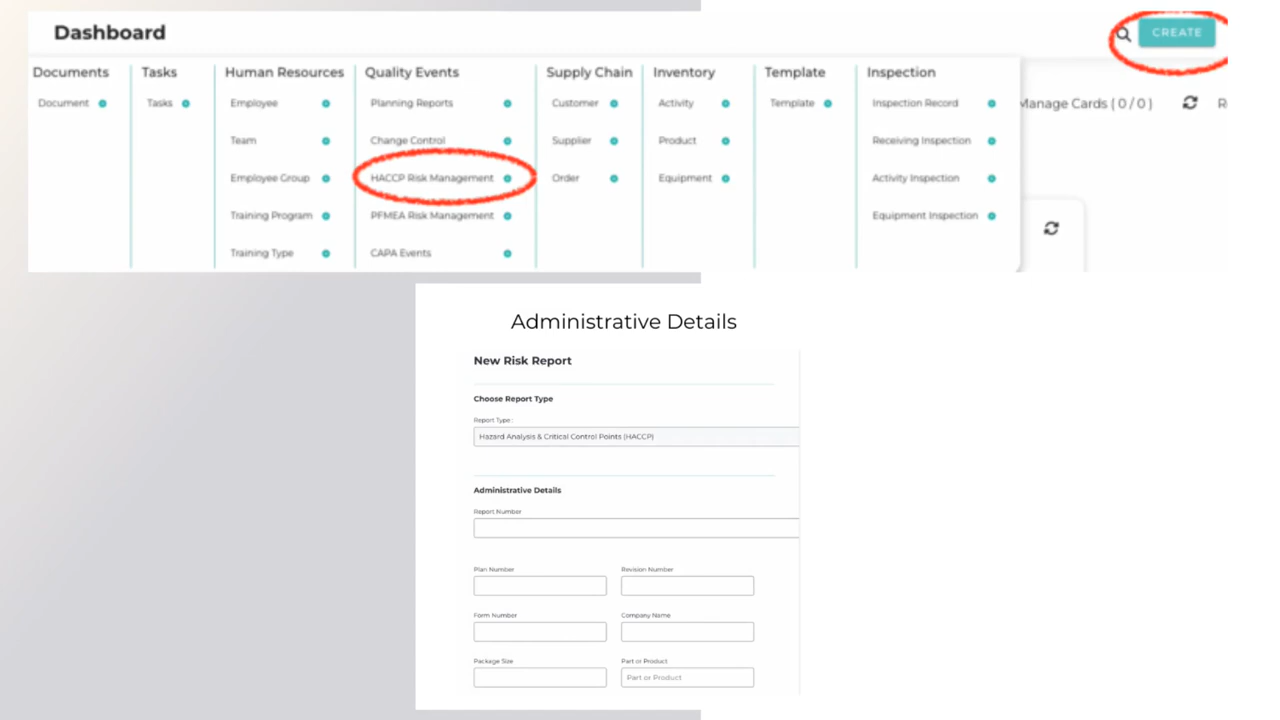 Dashboard
CREATE
Documents Tasks Human Resources Quality Events Supply Chain Inventory Template Inspection
Document Tasks Employee Planning Reports Customer Activity Template Inspection Record Manage Cards ( 0 / 0 ) R
Team Change Control Supplier Product Receiving Inspection
Employee Group HACCP Risk Management Order Equipment Activity Inspection
Training Program PFMEA Risk Management Equipment Inspection
Training Type CAPA Events
Administrative Details
New Risk Report
Choose Report Type
Report Type :
Hazard Analysis & Critical Control Points (HACCP)
Administrative Details
Report Number
Plan Number Revision Number
Form Number Company Name
Package Size Part or Product
Part or Product